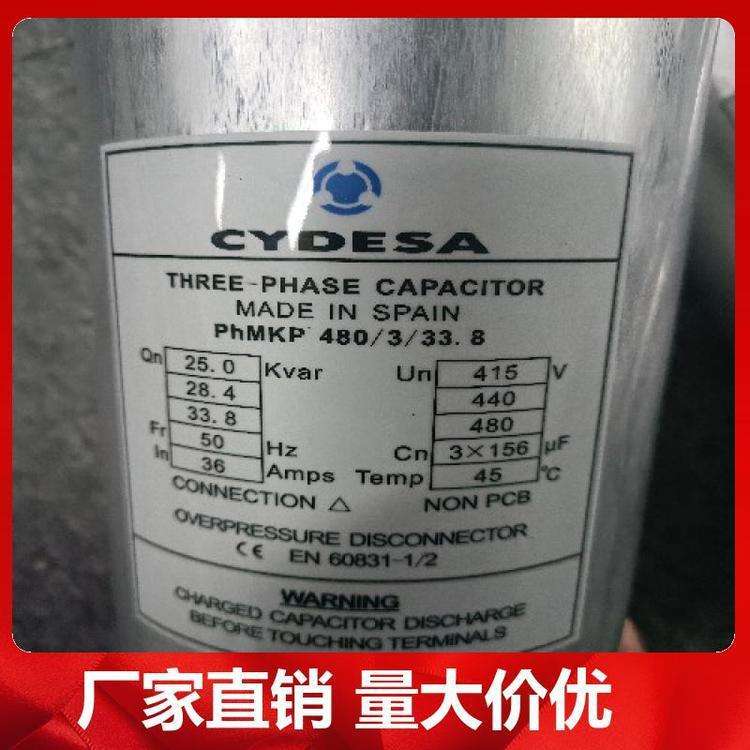 CYDESA
THREE-PHASE CAPACITOR
MADE IN SPAIN
PhMKP 480/3/33.8
Qn 25.0 Kvar Un 415 V
28.4 440
33.8 480
Fr 50 Hz Cn 3×156 µF
In 36 Amps Temp 45 ℃
CONNECTION △ NON PCB
OVERPRESSURE DISCONNECTOR
CE EN 60831-1/2
WARNING
CHARGED CAPACITOR DISCHARGE
BEFORE TOUCHING TERMINALS
厂家直销 量大价优